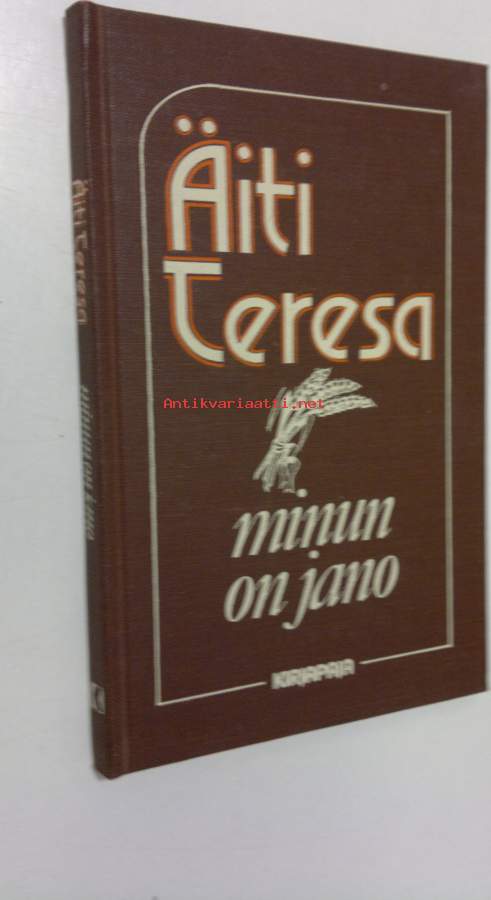 Äiti
Teresa
Antikvariaatti.net
minun
on jano
KIRJAPAJA
Äiti Teresa
minun on jano